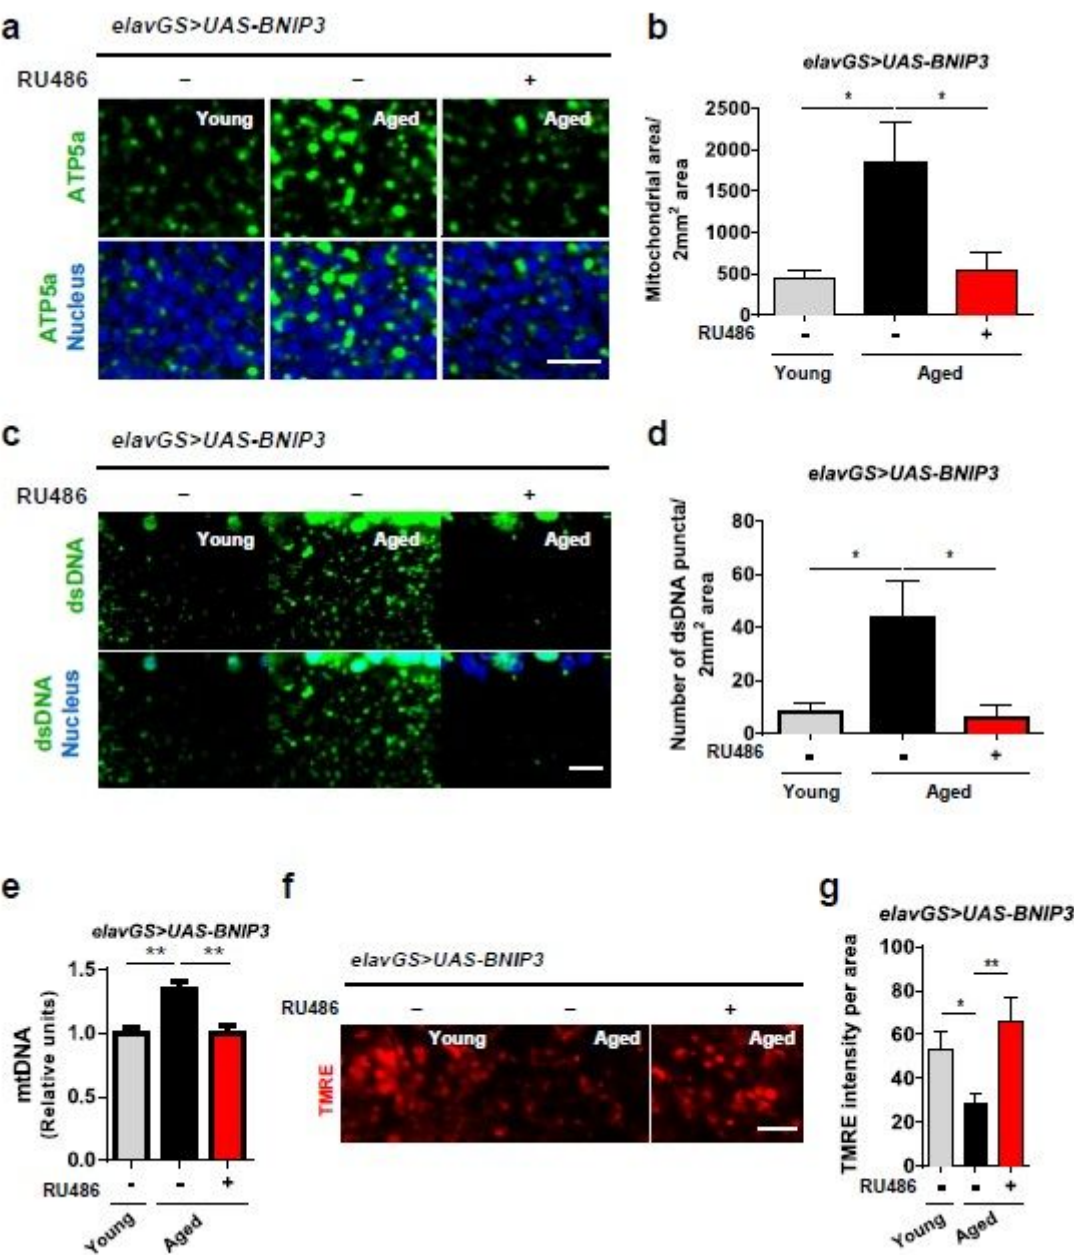 a
elavGS>UAS-BNIP3
RU486 – – +
Young Aged Aged
ATP5a
ATP5a
Nucleus
b
elavGS>UAS-BNIP3
* *
Mitochondrial area/
2mm² area
2500
2000
1500
1000
500
0
RU486 - - +
Young Aged
c
elavGS>UAS-BNIP3
RU486 – – +
Young Aged Aged
dsDNA
dsDNA
Nucleus
d
elavGS>UAS-BNIP3
* *
Number of dsDNA puncta/
2mm² area
80
60
40
20
0
RU486 - - +
Young Aged
e
elavGS>UAS-BNIP3
** **
mtDNA
(Relative units)
1.5
1.0
0.5
0.0
RU486 - - +
Young Aged
f
elavGS>UAS-BNIP3
RU486 – – +
Young Aged Aged
TMRE
g
elavGS>UAS-BNIP3
**
*
TMRE intensity per area
100
80
60
40
20
0
RU486 - - +
Young Aged